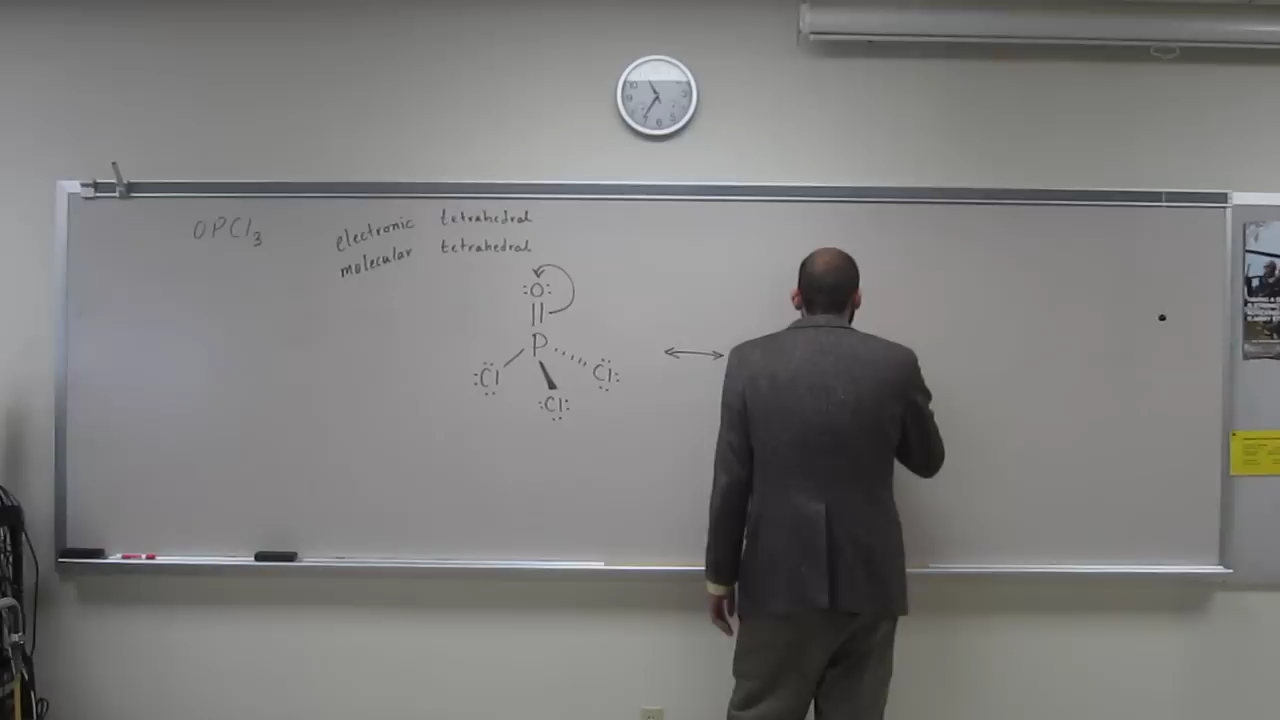 OPCl3
electronic tetrahedral
molecular tetrahedral
:O:
P
:Cl
Cl:
:Cl: